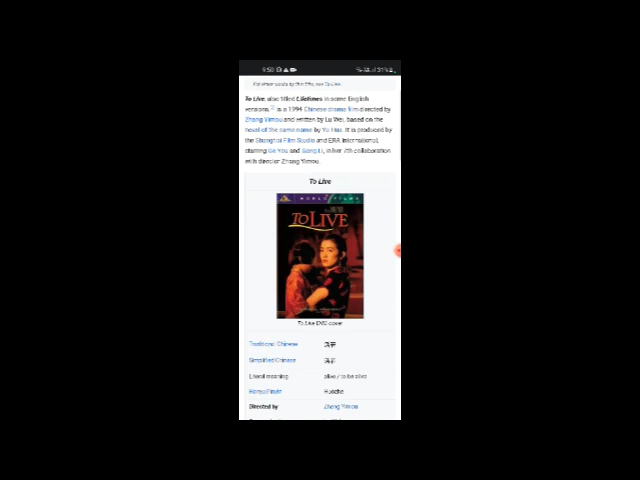 9:50
To Live, also titled Lifetimes in some English
versions, is a 1994 Chinese drama film directed by
Zhang Yimou and written by Lu Wei, based on the
novel of the same name by Yu Hua. It is produced by
the Shanghai Film Studio and ERA International,
starring Ge You and Gong Li, in her 7th collaboration
with director Zhang Yimou.
To Live
WORLD FILMS
TO LIVE
To Live DVD cover
Traditional Chinese
Simplified Chinese
Literal meaning alive / to be alive
Hanyu Pinyin Huózhe
Directed by Zhang Yimou